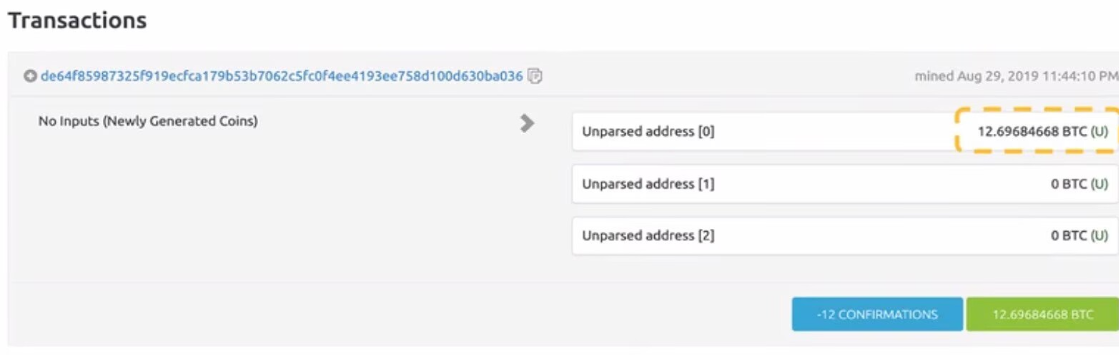 Transactions
de64f85987325f919ecfca179b53b7062c5fc0f4ee4193ee758d100d630ba036
mined Aug 29, 2019 11:44:10 PM
No Inputs (Newly Generated Coins)
Unparsed address [0]
12.69684668 BTC (U)
Unparsed address [1]
0 BTC (U)
Unparsed address [2]
0 BTC (U)
-12 CONFIRMATIONS
12.69684668 BTC